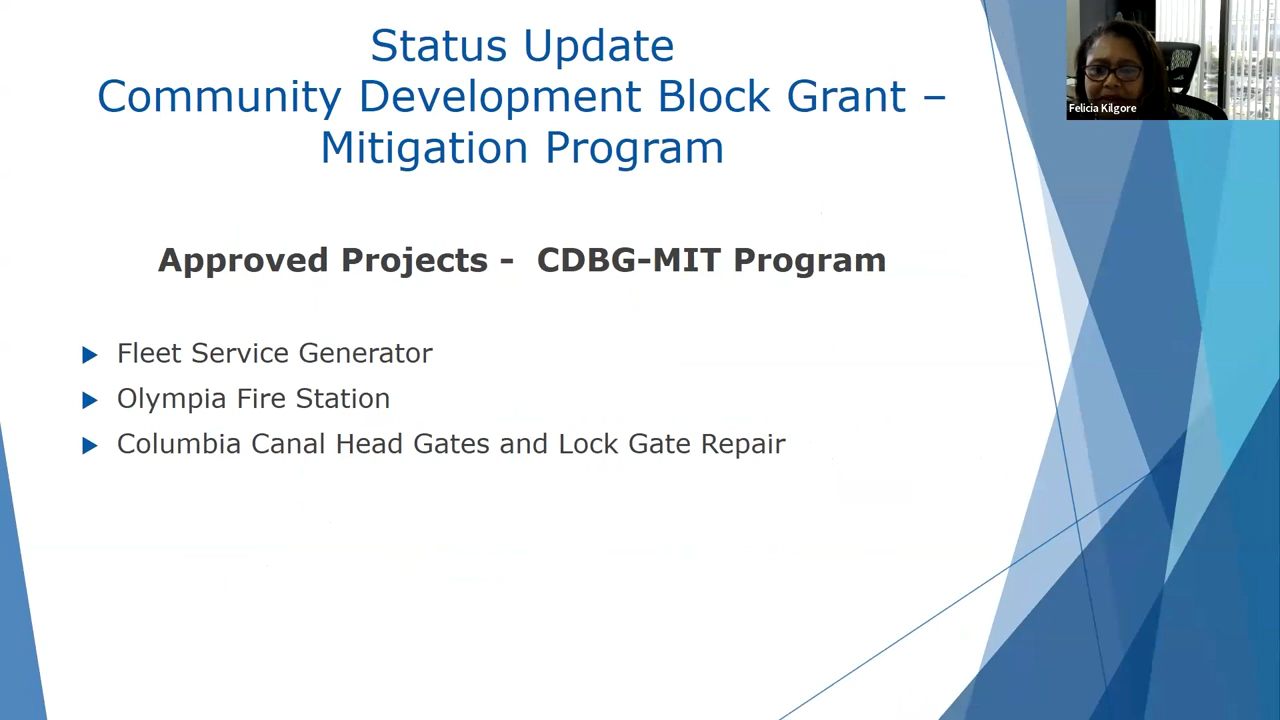 Status Update
Community Development Block Grant –
Mitigation Program
Felicia Kilgore
Approved Projects - CDBG-MIT Program
Fleet Service Generator
Olympia Fire Station
Columbia Canal Head Gates and Lock Gate Repair